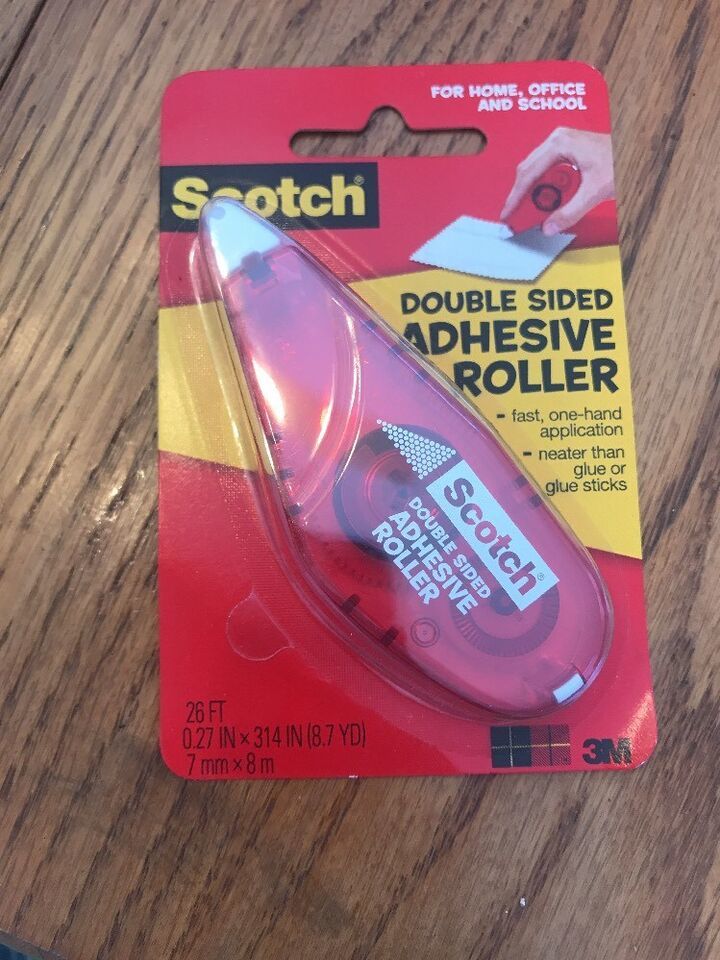 FOR HOME, OFFICE
AND SCHOOL
Scotch®
DOUBLE SIDED
ADHESIVE
ROLLER
- fast, one-hand
application
- neater than
glue or
glue sticks
Scotch®
DOUBLE SIDED
ADHESIVE
ROLLER
26 FT
0.27 IN × 314 IN (8.7 YD)
7 mm × 8 m
3M